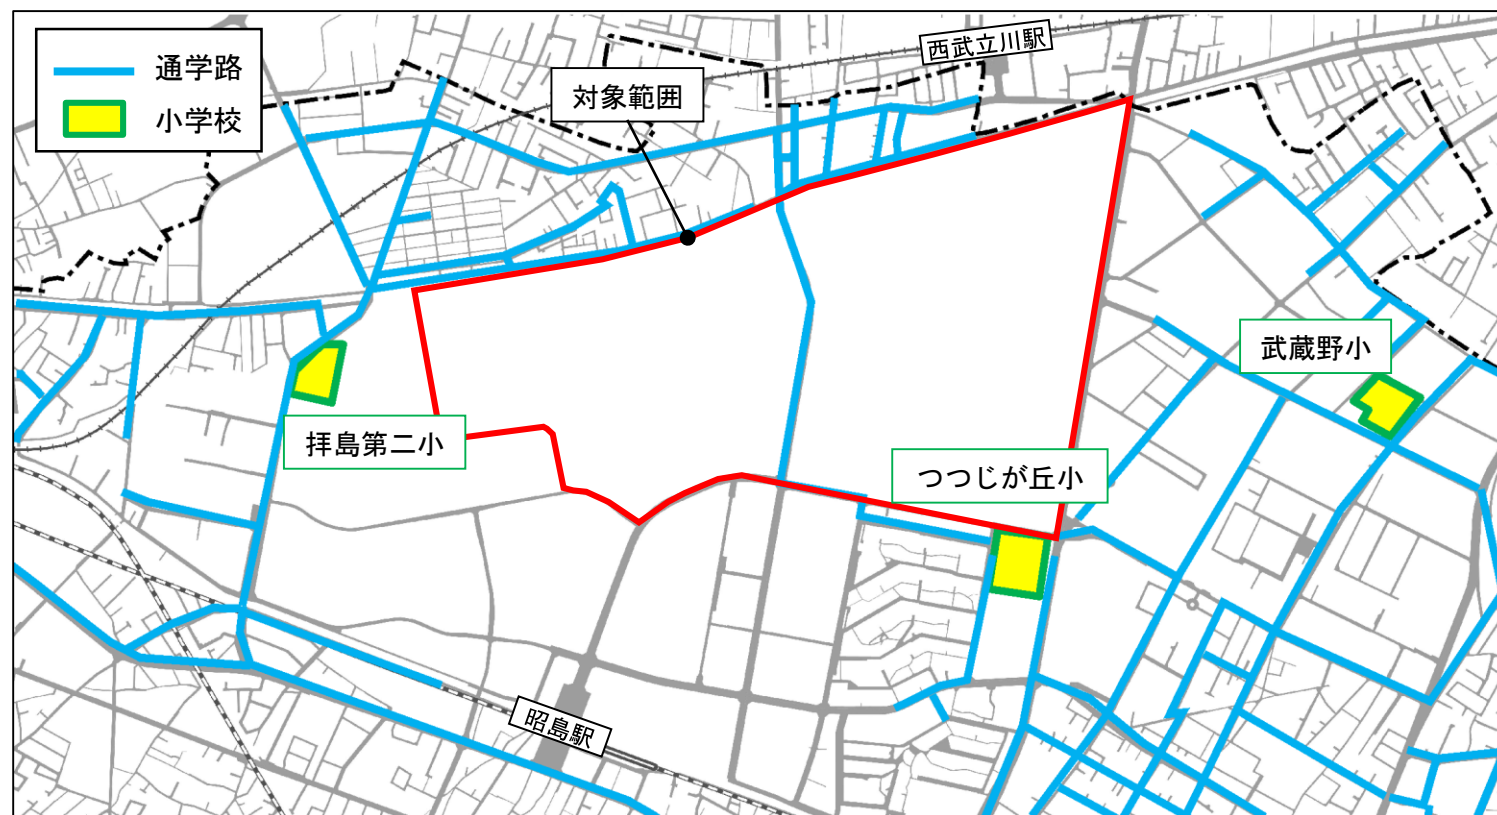 西武立川駅
通学路
対象範囲
小学校
武蔵野小
拝島第二小
つつじが丘小
昭島駅